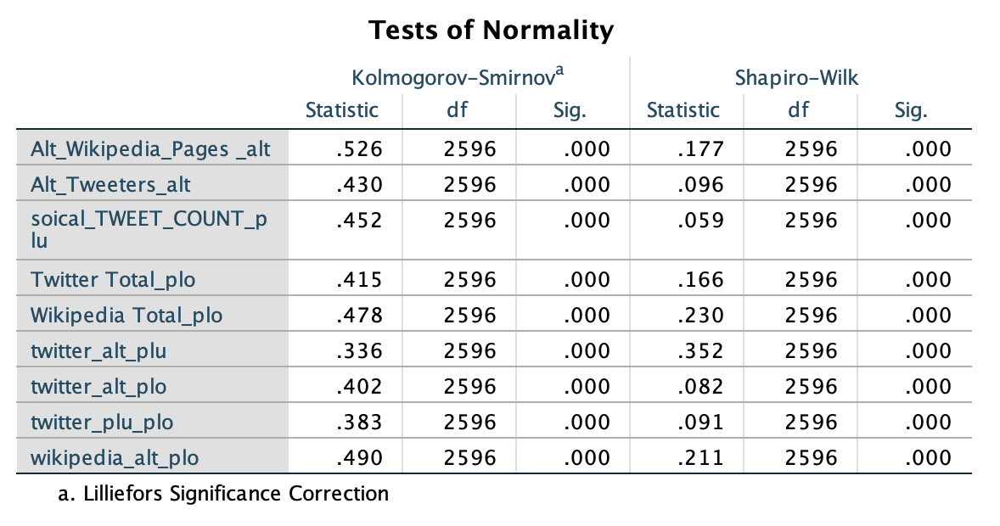 Tests of Normality
Kolmogorov-Smirnovᵃ Shapiro-Wilk
Statistic df Sig. Statistic df Sig.
Alt_Wikipedia_Pages _alt .526 2596 .000 .177 2596 .000
Alt_Tweeters_alt .430 2596 .000 .096 2596 .000
soical_TWEET_COUNT_p .452 2596 .000 .059 2596 .000
lu
Twitter Total_plo .415 2596 .000 .166 2596 .000
Wikipedia Total_plo .478 2596 .000 .230 2596 .000
twitter_alt_plu .336 2596 .000 .352 2596 .000
twitter_alt_plo .402 2596 .000 .082 2596 .000
twitter_plu_plo .383 2596 .000 .091 2596 .000
wikipedia_alt_plo .490 2596 .000 .211 2596 .000
a. Lilliefors Significance Correction